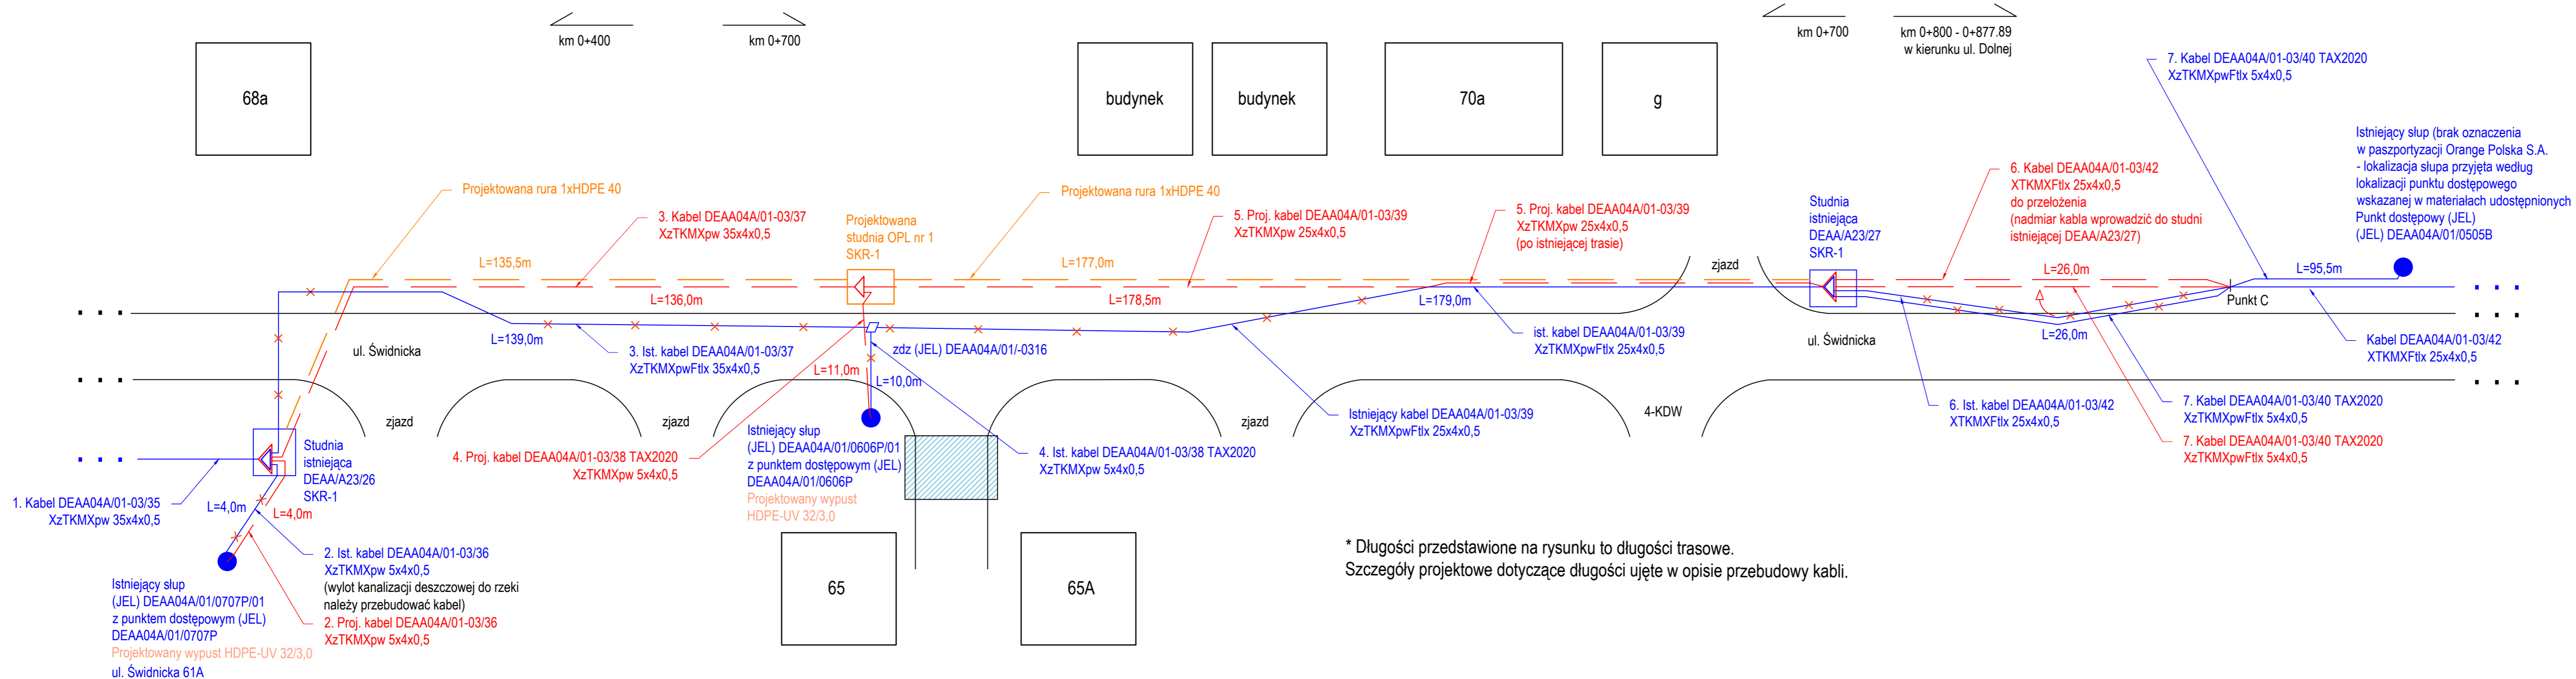 km 0+400
km 0+700
km 0+700
km 0+800 - 0+877.89
w kierunku ul. Dolnej
68a
budynek
budynek
70a
g
7. Kabel DEAA04A/01-03/40 TAX2020
XzTKMXpwFtlx 5x4x0,5
Istniejący słup (brak oznaczenia
w paszportyzacji Orange Polska S.A.
- lokalizacja słupa przyjęta według
lokalizacji punktu dostępowego
wskazanej w materiałach udostępnionych
Punkt dostępowy (JEL)
(JEL) DEAA04A/01/0505B
Projektowana rura 1xHDPE 40
3. Kabel DEAA04A/01-03/37
XzTKMXpw 35x4x0,5
Projektowana
studnia OPL nr 1
SKR-1
Projektowana rura 1xHDPE 40
5. Proj. kabel DEAA04A/01-03/39
XzTKMXpw 25x4x0,5
5. Proj. kabel DEAA04A/01-03/39
XzTKMXpw 25x4x0,5
(po istniejącej trasie)
Studnia
istniejąca
DEAA/A23/27
SKR-1
6. Kabel DEAA04A/01-03/42
XTKMXFtlx 25x4x0,5
do przełożenia
(nadmiar kabla wprowadzić do studni
istniejącej DEAA/A23/27)
L=135,5m
L=177,0m
zjazd
L=26,0m
L=95,5m
L=136,0m
L=178,5m
L=179,0m
Punkt C
L=139,0m
ul. Świdnicka
3. Ist. kabel DEAA04A/01-03/37
XzTKMXpwFtlx 35x4x0,5
zdz (JEL) DEAA04A/01/-0316
ist. kabel DEAA04A/01-03/39
XzTKMXpwFtlx 25x4x0,5
ul. Świdnicka
L=26,0m
Kabel DEAA04A/01-03/42
XTKMXFtlx 25x4x0,5
L=11,0m
L=10,0m
zjazd
zjazd
zjazd
4-KDW
Istniejący kabel DEAA04A/01-03/39
XzTKMXpwFtlx 25x4x0,5
6. Ist. kabel DEAA04A/01-03/42
XTKMXFtlx 25x4x0,5
7. Kabel DEAA04A/01-03/40 TAX2020
XzTKMXpwFtlx 5x4x0,5
7. Kabel DEAA04A/01-03/40 TAX2020
XzTKMXpwFtlx 5x4x0,5
Studnia
istniejąca
DEAA/A23/26
SKR-1
4. Proj. kabel DEAA04A/01-03/38 TAX2020
XzTKMXpw 5x4x0,5
Istniejący słup
(JEL) DEAA04A/01/0606P/01
z punktem dostępowym (JEL)
DEAA04A/01/0606P
Projektowany wypust
HDPE-UV 32/3,0
4. Ist. kabel DEAA04A/01-03/38 TAX2020
XzTKMXpw 5x4x0,5
1. Kabel DEAA04A/01-03/35
XzTKMXpw 35x4x0,5
L=4,0m
L=4,0m
2. Ist. kabel DEAA04A/01-03/36
XzTKMXpw 5x4x0,5
(wylot kanalizacji deszczowej do rzeki
należy przebudować kabel)
2. Proj. kabel DEAA04A/01-03/36
XzTKMXpw 5x4x0,5
Istniejący słup
(JEL) DEAA04A/01/0707P/01
z punktem dostępowym (JEL)
DEAA04A/01/0707P
Projektowany wypust HDPE-UV 32/3,0
ul. Świdnicka 61A
65
65A
* Długości przedstawione na rysunku to długości trasowe.
Szczegóły projektowe dotyczące długości ujęte w opisie przebudowy kabli.